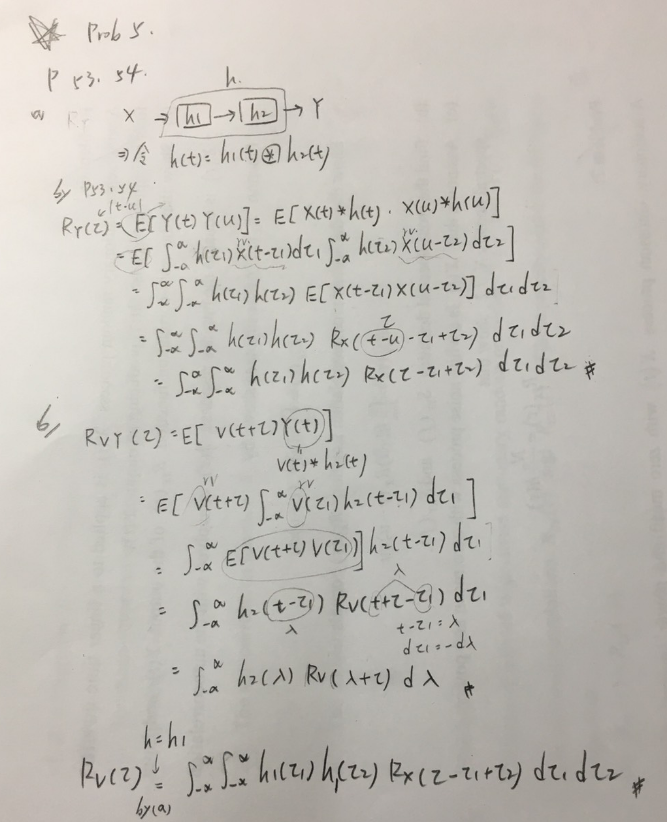 Prob 5.
P 53. 54.
h
a) X → h1 → h2 → Y
⇒ 令 h(t) = h1(t) ⊛ h2(t)
by P53.54
|t-u|
RY(τ) = E[Y(t) Y(u)] = E[X(t)*h(t) · X(u)*h(u)]
= E[ ∫-∞^∞ h(τ1) X(t-τ1) dτ1 ∫-∞^∞ h(τ2) X(u-τ2) dτ2 ]
= ∫-∞^∞ ∫-∞^∞ h(τ1) h(τ2) E[X(t-τ1) X(u-τ2)] dτ1 dτ2
τ
= ∫-∞^∞ ∫-∞^∞ h(τ1) h(τ2) RX(t-u-τ1+τ2) dτ1 dτ2
= ∫-∞^∞ ∫-∞^∞ h(τ1) h(τ2) RX(τ-τ1+τ2) dτ1 dτ2 #
b) RVY(τ) = E[ V(t+τ) Y(t) ]
V(t)*h2(t)
= E[ V(t+τ) ∫-∞^∞ V(τ1) h2(t-τ1) dτ1 ]
= ∫-∞^∞ E[V(t+τ) V(τ1)] h2(t-τ1) dτ1
λ
= ∫-∞^∞ h2(t-τ1) RV(t+τ-τ1) dτ1
λ
t-τ1 = λ
dτ1 = -dλ
= ∫-∞^∞ h2(λ) RV(λ+τ) dλ #
h = h1
RV(τ) = ∫-∞^∞ ∫-∞^∞ h1(τ1) h1(τ2) RX(τ-τ1+τ2) dτ1 dτ2 #
by (a)